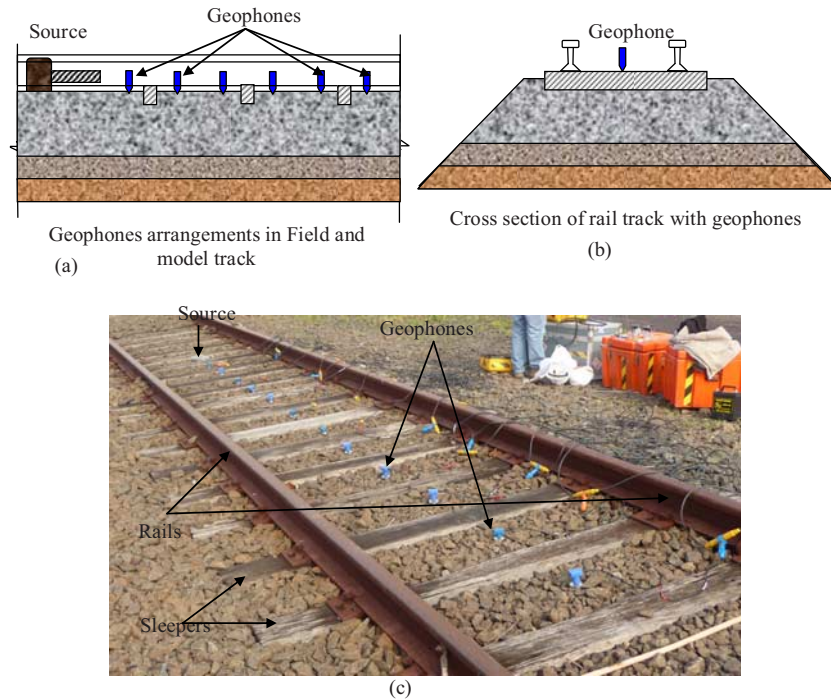 Geophones
Source
Geophone
Geophones arrangements in Field and
model track
(a)
Cross section of rail track with geophones
(b)
Source
Geophones
Rails
Sleepers
(c)